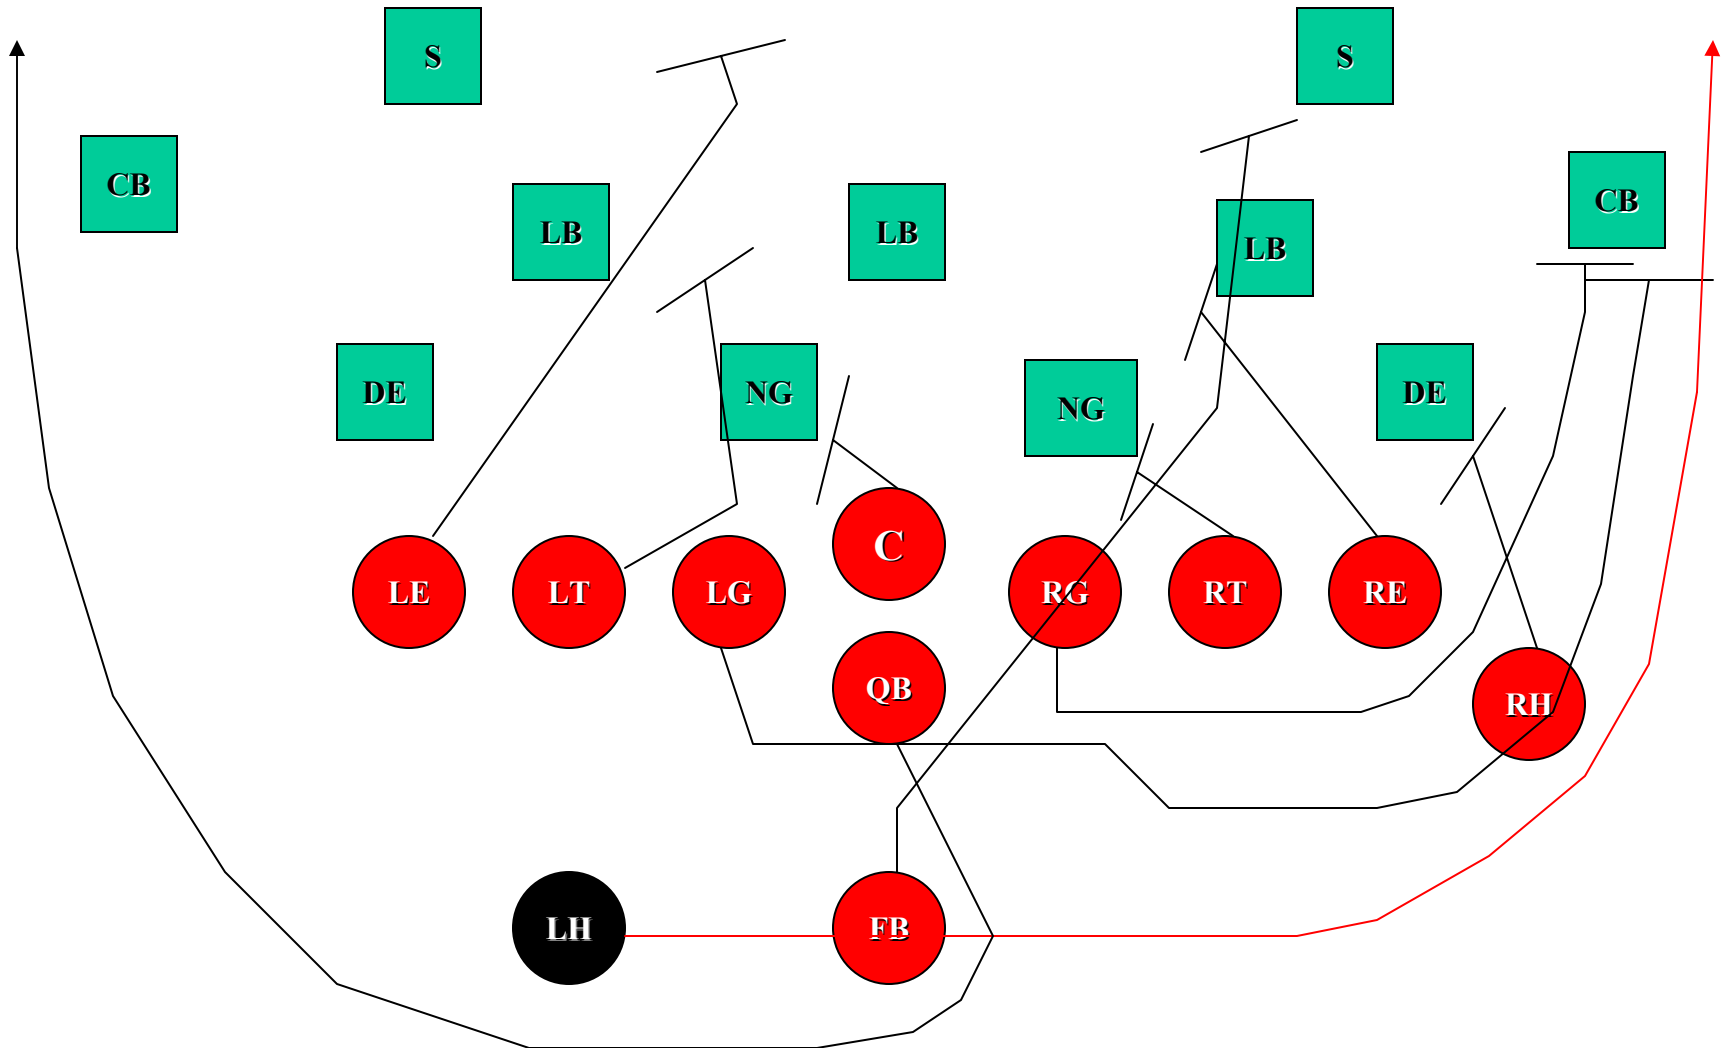 S
S
CB
CB
LB
LB
LB
DE
NG
NG
DE
C
LE
LT
LG
RG
RT
RE
QB
RH
LH
FB